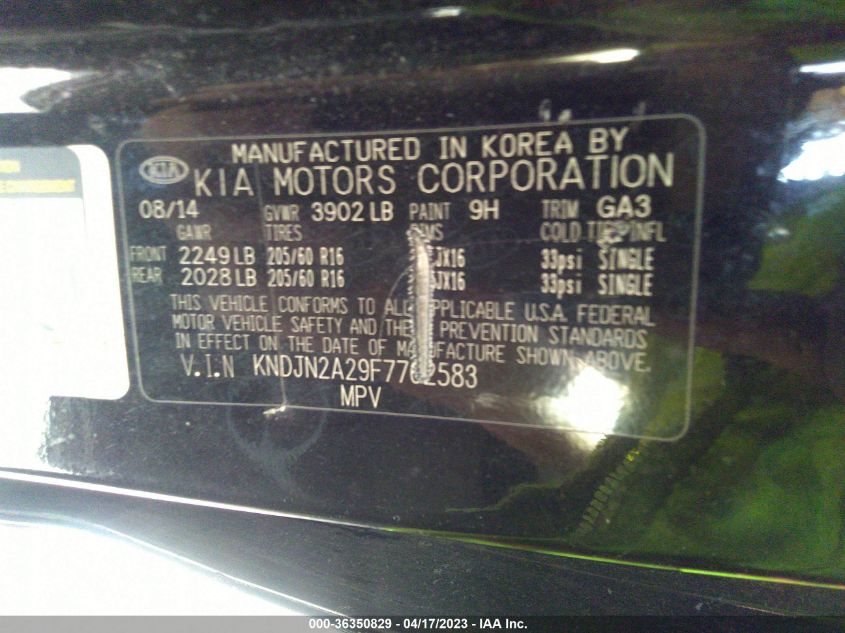 MANUFACTURED IN KOREA BY
KIA KIA MOTORS CORPORATION
08/14 GVWR 3902 LB PAINT 9H TRIM GA3
GAWR TIRES COLD INFL
FRONT 2249 LB 205/60 R16 33psi SINGLE
REAR 2028 LB 205/60 R16 33psi SINGLE
THIS VEHICLE CONFORMS TO ALL APPLICABLE U.S.A. FEDERAL
MOTOR VEHICLE SAFETY AND PREVENTION STANDARDS
IN EFFECT ON THE DATE OF MANUFACTURE SHOWN ABOVE.
V.I.N
MPV
000-36350829 - 04/17/2023 - IAA Inc.